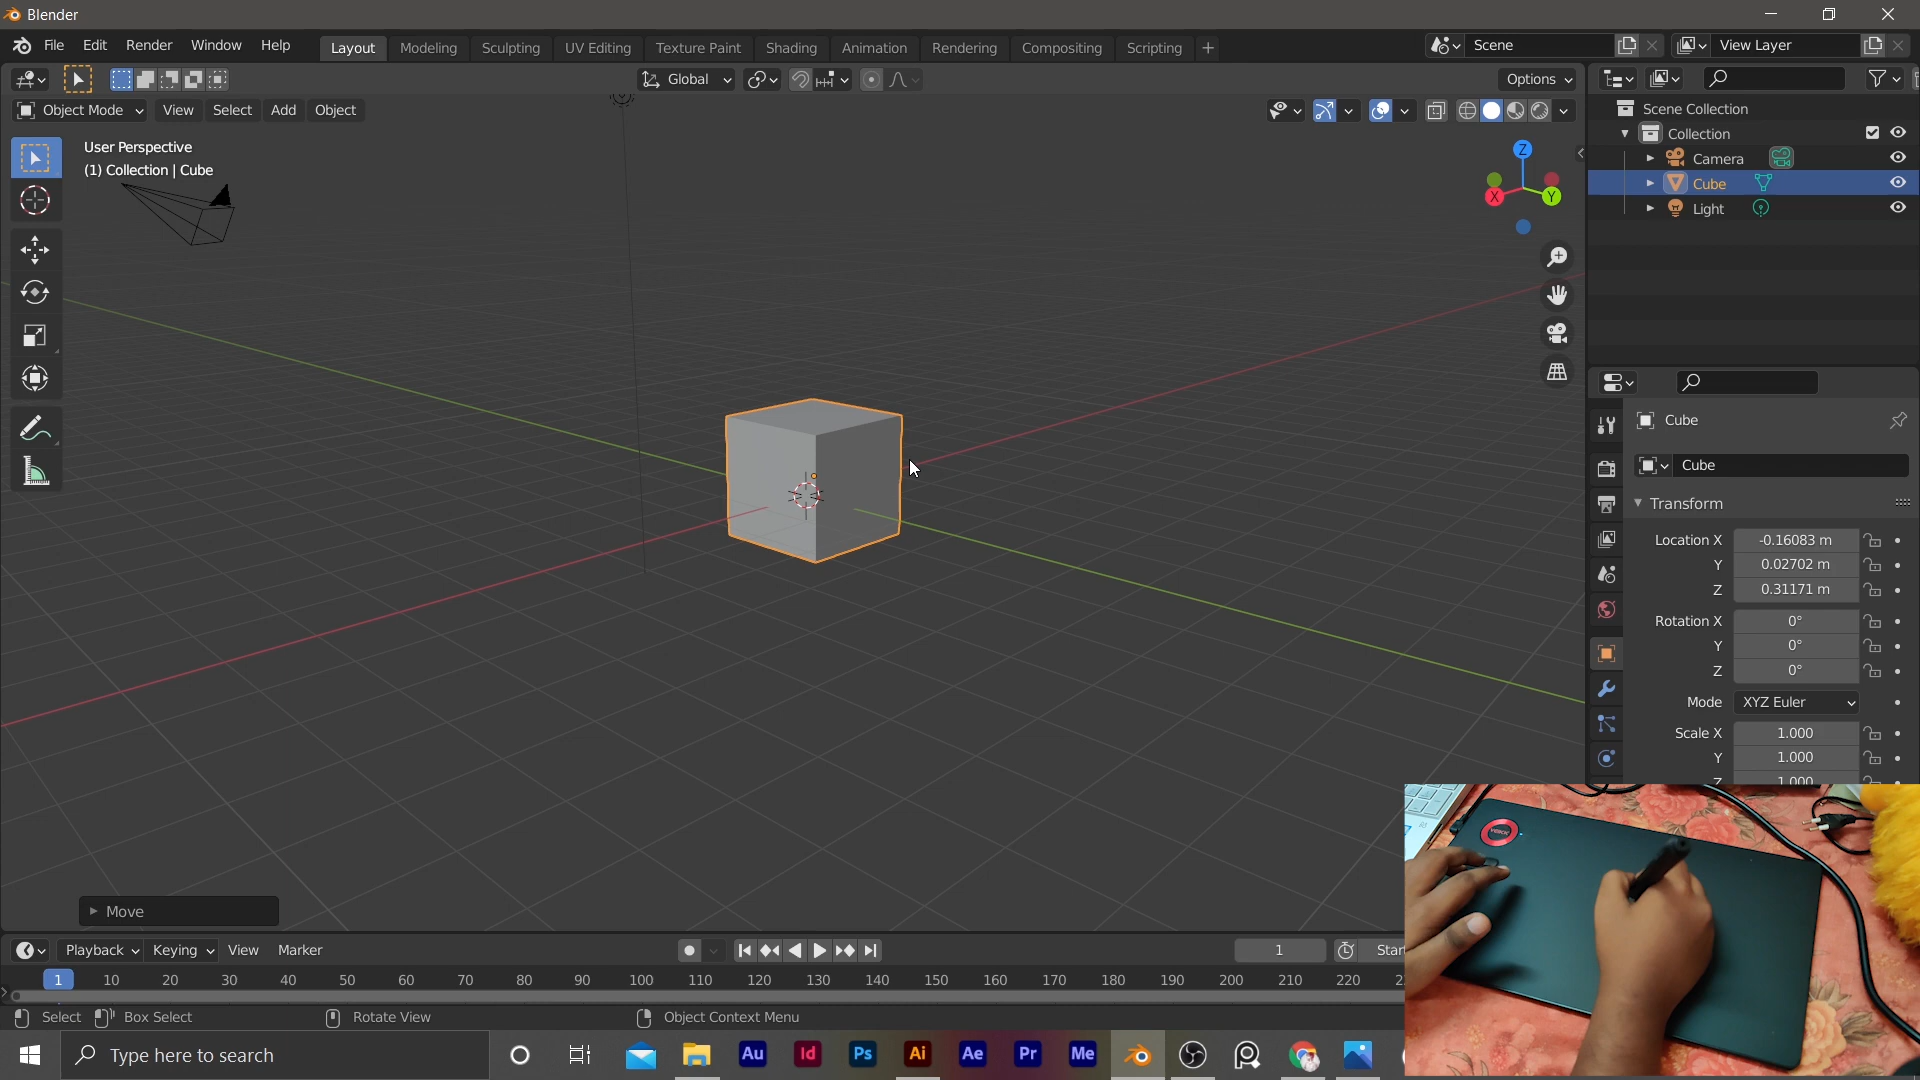 Blender
File Edit Render Window Help Layout Modeling Sculpting UV Editing Texture Paint Shading Animation Rendering Compositing Scripting + Scene View Layer
Global Options
Object Mode View Select Add Object
User Perspective
(1) Collection | Cube
Z
X
Y
Scene Collection
Collection
Camera
Cube
Light
Cube
Cube
Transform
Location X -0.16083 m
Y 0.02702 m
Z 0.31171 m
Rotation X 0°
Y 0°
Z 0°
Mode XYZ Euler
Scale X 1.000
Y 1.000
Z 1.000
Move
Playback Keying View Marker 1 Start
1 10 20 30 40 50 60 70 80 90 100 110 120 130 140 150 160 170 180 190 200 210 220
Select Box Select Rotate View Object Context Menu
Type here to search Au Id Ps Ai Ae Pr Me